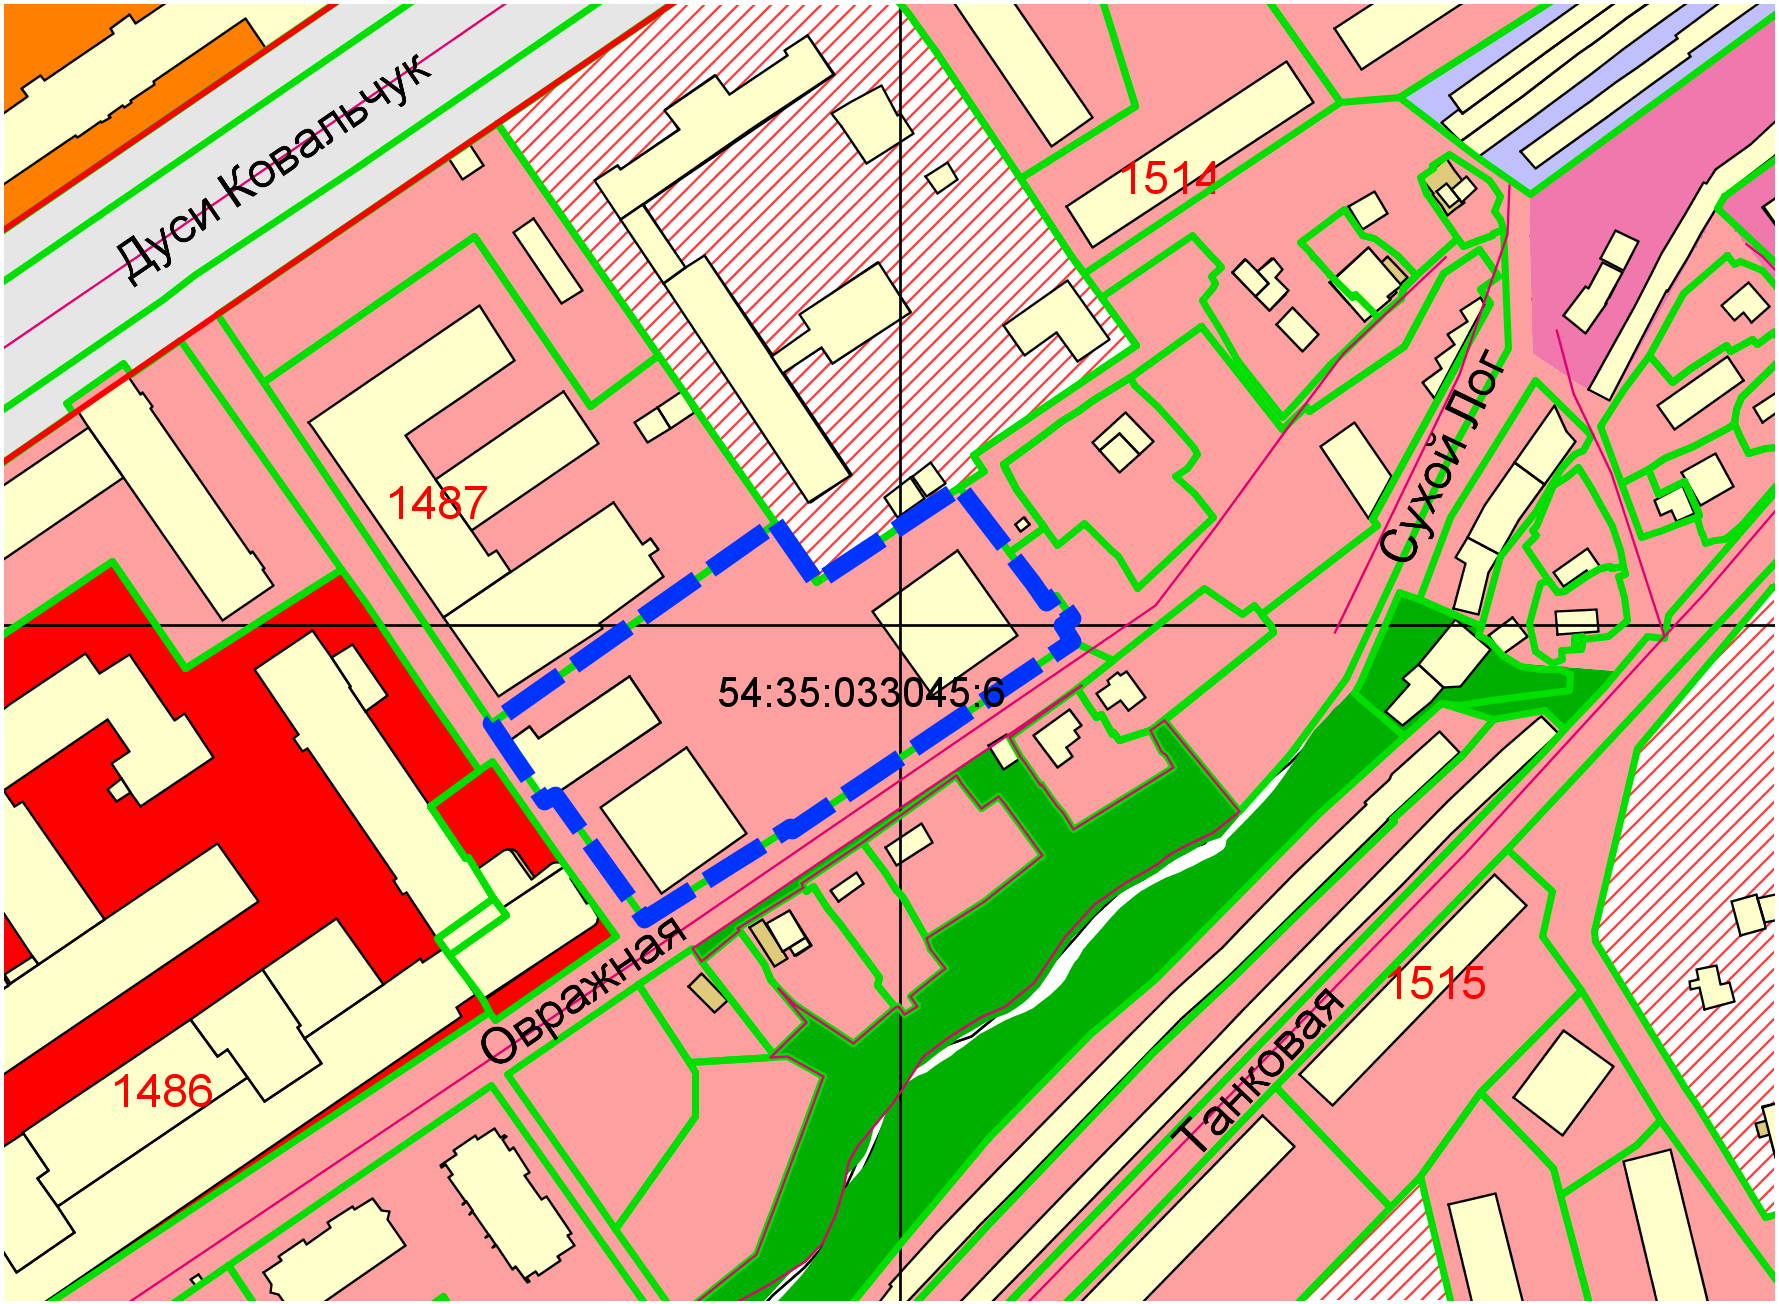 Дуси Ковальчук
1514
Сухой Лог
1487
54:35:033045:6
Овражная
1515
Танковая
1486